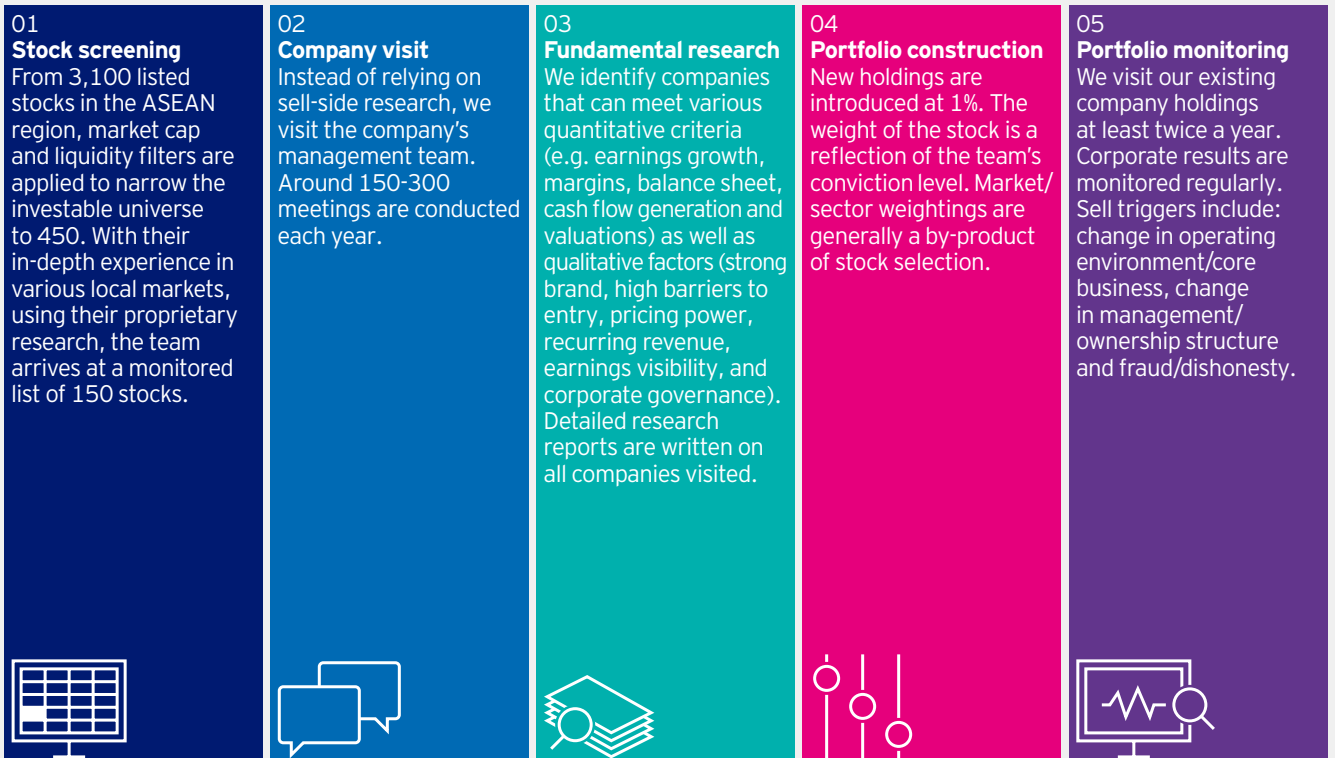 01
Stock screening
From 3,100 listed
stocks in the ASEAN
region, market cap
and liquidity filters are
applied to narrow the
investable universe
to 450. With their
in-depth experience in
various local markets,
using their proprietary
research, the team
arrives at a monitored
list of 150 stocks.
02
Company visit
Instead of relying on
sell-side research, we
visit the company's
management team.
Around 150-300
meetings are conducted
each year.
03
Fundamental research
We identify companies
that can meet various
quantitative criteria
(e.g. earnings growth,
margins, balance sheet,
cash flow generation and
valuations) as well as
qualitative factors (strong
brand, high barriers to
entry, pricing power,
recurring revenue,
earnings visibility, and
corporate governance).
Detailed research
reports are written on
all companies visited.
04
Portfolio construction
New holdings are
introduced at 1%. The
weight of the stock is a
reflection of the team's
conviction level. Market/
sector weightings are
generally a by-product
of stock selection.
05
Portfolio monitoring
We visit our existing
company holdings
at least twice a year.
Corporate results are
monitored regularly.
Sell triggers include:
change in operating
environment/core
business, change
in management/
ownership structure
and fraud/dishonesty.